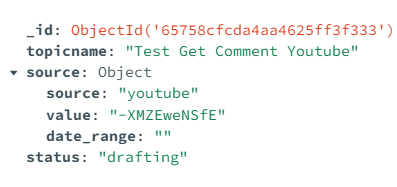 _id: ObjectId('65758cfcda4aa4625ff3f333')
topicname: "Test Get Comment Youtube"
source: Object
source: "youtube"
value: "-XMZEweNSfE"
date_range: ""
status: "drafting"